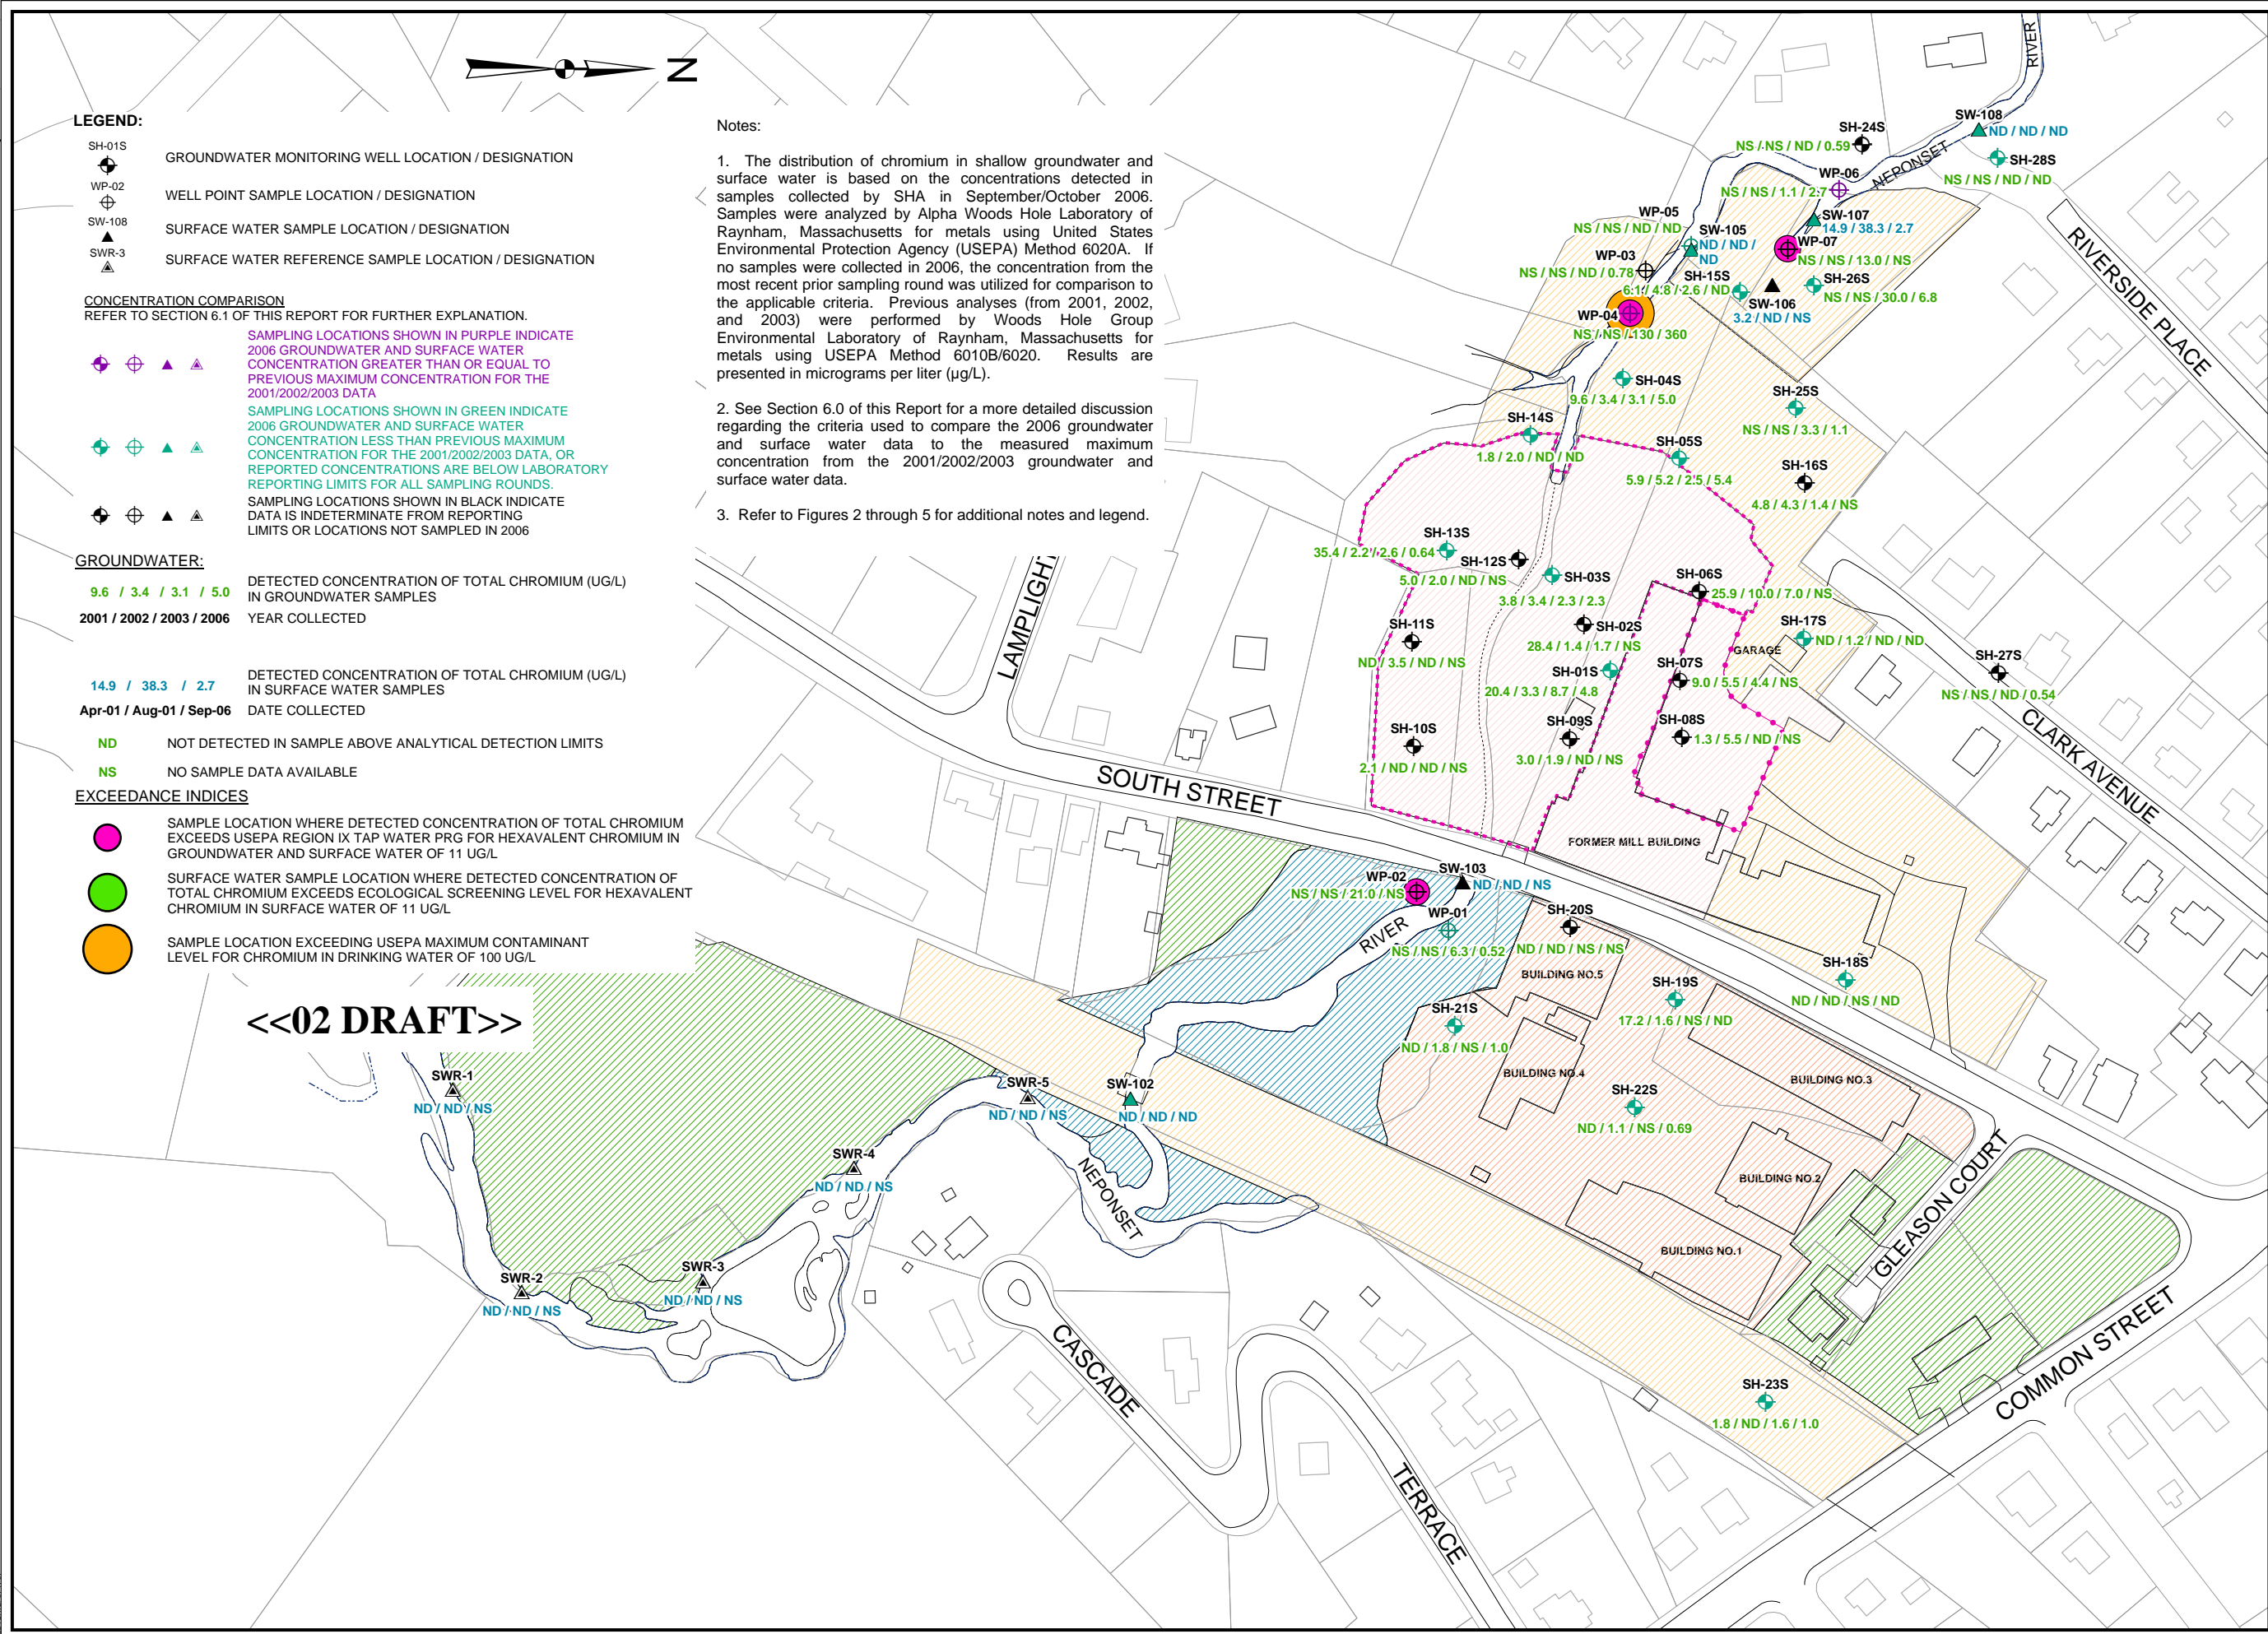 N
LEGEND:
SH-01S
GROUNDWATER MONITORING WELL LOCATION / DESIGNATION
WP-02
WELL POINT SAMPLE LOCATION / DESIGNATION
SW-108
SURFACE WATER SAMPLE LOCATION / DESIGNATION
SWR-3
SURFACE WATER REFERENCE SAMPLE LOCATION / DESIGNATION
CONCENTRATION COMPARISON
REFER TO SECTION 6.1 OF THIS REPORT FOR FURTHER EXPLANATION.
SAMPLING LOCATIONS SHOWN IN PURPLE INDICATE
2006 GROUNDWATER AND SURFACE WATER
CONCENTRATION GREATER THAN OR EQUAL TO
PREVIOUS MAXIMUM CONCENTRATION FOR THE
2001/2002/2003 DATA
SAMPLING LOCATIONS SHOWN IN GREEN INDICATE
2006 GROUNDWATER AND SURFACE WATER
CONCENTRATION LESS THAN PREVIOUS MAXIMUM
CONCENTRATION FOR THE 2001/2002/2003 DATA, OR
REPORTED CONCENTRATIONS ARE BELOW LABORATORY
REPORTING LIMITS FOR ALL SAMPLING ROUNDS.
SAMPLING LOCATIONS SHOWN IN BLACK INDICATE
DATA IS INDETERMINATE FROM REPORTING
LIMITS OR LOCATIONS NOT SAMPLED IN 2006
GROUNDWATER:
9.6 / 3.4 / 3.1 / 5.0
DETECTED CONCENTRATION OF TOTAL CHROMIUM (UG/L)
IN GROUNDWATER SAMPLES
2001 / 2002 / 2003 / 2006 YEAR COLLECTED
14.9 / 38.3 / 2.7
DETECTED CONCENTRATION OF TOTAL CHROMIUM (UG/L)
IN SURFACE WATER SAMPLES
Apr-01 / Aug-01 / Sep-06 DATE COLLECTED
ND NOT DETECTED IN SAMPLE ABOVE ANALYTICAL DETECTION LIMITS
NS NO SAMPLE DATA AVAILABLE
EXCEEDANCE INDICES
SAMPLE LOCATION WHERE DETECTED CONCENTRATION OF TOTAL CHROMIUM
EXCEEDS USEPA REGION IX TAP WATER PRG FOR HEXAVALENT CHROMIUM IN
GROUNDWATER AND SURFACE WATER OF 11 UG/L
SURFACE WATER SAMPLE LOCATION WHERE DETECTED CONCENTRATION OF
TOTAL CHROMIUM EXCEEDS ECOLOGICAL SCREENING LEVEL FOR HEXAVALENT
CHROMIUM IN SURFACE WATER OF 11 UG/L
SAMPLE LOCATION EXCEEDING USEPA MAXIMUM CONTAMINANT
LEVEL FOR CHROMIUM IN DRINKING WATER OF 100 UG/L
<<02 DRAFT>>
Notes:
1. The distribution of chromium in shallow groundwater and
surface water is based on the concentrations detected in
samples collected by SHA in September/October 2006.
Samples were analyzed by Alpha Woods Hole Laboratory of
Raynham, Massachusetts for metals using United States
Environmental Protection Agency (USEPA) Method 6020A. If
no samples were collected in 2006, the concentration from the
most recent prior sampling round was utilized for comparison to
the applicable criteria. Previous analyses (from 2001, 2002,
and 2003) were performed by Woods Hole Group
Environmental Laboratory of Raynham, Massachusetts for
metals using USEPA Method 6010B/6020. Results are
presented in micrograms per liter (µg/L).
2. See Section 6.0 of this Report for a more detailed discussion
regarding the criteria used to compare the 2006 groundwater
and surface water data to the measured maximum
concentration from the 2001/2002/2003 groundwater and
surface water data.
3. Refer to Figures 2 through 5 for additional notes and legend.
RIVER
SW-108
ND / ND / ND
SH-24S
NS / NS / ND / 0.59
SH-28S
NS / NS / ND / ND
NEPONSET
WP-06
NS / NS / 1.1 / 2.7
WP-05
NS / NS / ND / ND
SW-107
14.9 / 38.3 / 2.7
SW-105
ND / ND /
ND
WP-07
NS / NS / 13.0 / NS
WP-03
NS / NS / ND / 0.78
SH-15S
6.1 / 4.8 / 2.6 / ND
SH-26S
NS / NS / 30.0 / 6.8
SW-106
3.2 / ND / NS
WP-04
NS / NS / 130 / 360
RIVERSIDE PLACE
SH-04S
9.6 / 3.4 / 3.1 / 5.0
SH-25S
NS / NS / 3.3 / 1.1
SH-14S
1.8 / 2.0 / ND / ND
SH-05S
5.9 / 5.2 / 2.5 / 5.4
SH-16S
4.8 / 4.3 / 1.4 / NS
SH-13S
35.4 / 2.2 / 2.6 / 0.64
SH-12S
5.0 / 2.0 / ND / NS
SH-03S
3.8 / 3.4 / 2.3 / 2.3
SH-06S
25.9 / 10.0 / 7.0 / NS
SH-11S
ND / 3.5 / ND / NS
SH-02S
28.4 / 1.4 / 1.7 / NS
SH-17S
ND / 1.2 / ND / ND
GARAGE
SH-01S
20.4 / 3.3 / 8.7 / 4.8
SH-07S
9.0 / 5.5 / 4.4 / NS
SH-27S
NS / NS / ND / 0.54
CLARK AVENUE
SH-10S
2.1 / ND / ND / NS
SH-09S
3.0 / 1.9 / ND / NS
SH-08S
1.3 / 5.5 / ND / NS
LAMPLIGHT
SOUTH STREET
FORMER MILL BUILDING
WP-02
NS / NS / 21.0 / NS
SW-103
ND / ND / NS
RIVER
WP-01
NS / NS / 6.3 / 0.52
SH-20S
ND / ND / NS / NS
BUILDING NO.5
SH-18S
ND / ND / NS / ND
SH-19S
17.2 / 1.6 / NS / ND
SH-21S
ND / 1.8 / NS / 1.0
BUILDING NO.4
BUILDING NO.3
SH-22S
ND / 1.1 / NS / 0.69
SWR-1
ND / ND / NS
SWR-5
ND / ND / NS
SW-102
ND / ND / ND
SWR-4
ND / ND / NS
NEPONSET
BUILDING NO.2
GLEASON COURT
BUILDING NO.1
SWR-2
ND / ND / NS
SWR-3
ND / ND / NS
CASCADE
TERRACE
COMMON STREET
SH-23S
1.8 / ND / 1.6 / 1.0